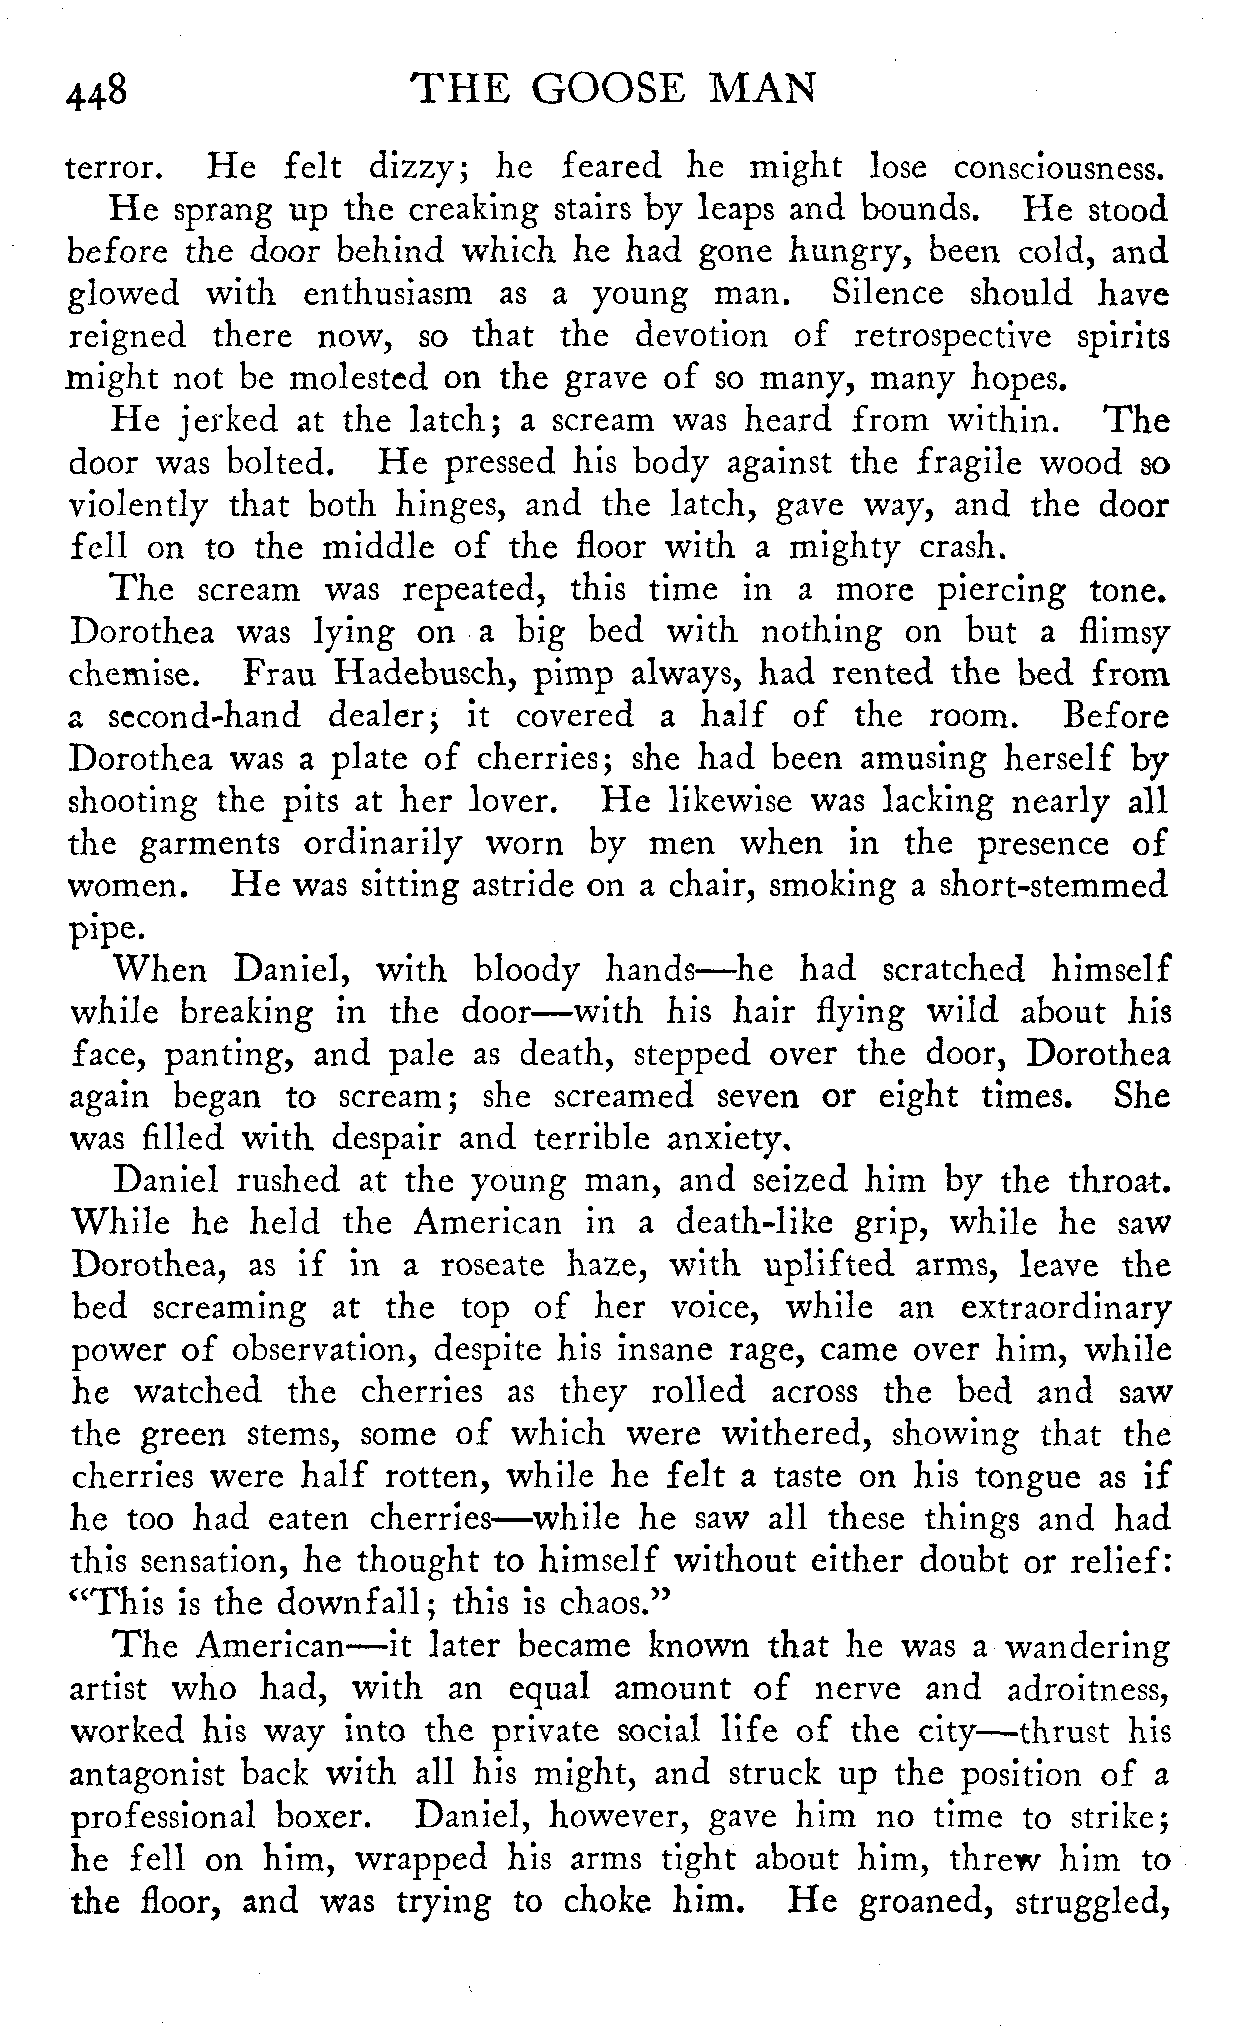 448 THE GOOSE MAN
terror. He felt dizzy; he feared he might lose consciousness.
He sprang up the creaking stairs by leaps and bounds. He stood
before the door behind which he had gone hungry, been cold, and
glowed with enthusiasm as a young man. Silence should have
reigned there now, so that the devotion of retrospective spirits
might not be molested on the grave of so many, many hopes.
He jerked at the latch; a scream was heard from within. The
door was bolted. He pressed his body against the fragile wood so
violently that both hinges, and the latch, gave way, and the door
fell on to the middle of the floor with a mighty crash.
The scream was repeated, this time in a more piercing tone.
Dorothea was lying on a big bed with nothing on but a flimsy
chemise. Frau Hadebusch, pimp always, had rented the bed from
a second-hand dealer; it covered a half of the room. Before
Dorothea was a plate of cherries; she had been amusing herself by
shooting the pits at her lover. He likewise was lacking nearly all
the garments ordinarily worn by men when in the presence of
women. He was sitting astride on a chair, smoking a short-stemmed
pipe.
When Daniel, with bloody hands—he had scratched himself
while breaking in the door—with his hair flying wild about his
face, panting, and pale as death, stepped over the door, Dorothea
again began to scream; she screamed seven or eight times. She
was filled with despair and terrible anxiety.
Daniel rushed at the young man, and seized him by the throat.
While he held the American in a death-like grip, while he saw
Dorothea, as if in a roseate haze, with uplifted arms, leave the
bed screaming at the top of her voice, while an extraordinary
power of observation, despite his insane rage, came over him, while
he watched the cherries as they rolled across the bed and saw
the green stems, some of which were withered, showing that the
cherries were half rotten, while he felt a taste on his tongue as if
he too had eaten cherries—while he saw all these things and had
this sensation, he thought to himself without either doubt or relief:
“This is the downfall; this is chaos.”
The American—it later became known that he was a wandering
artist who had, with an equal amount of nerve and adroitness,
worked his way into the private social life of the city—thrust his
antagonist back with all his might, and struck up the position of a
professional boxer. Daniel, however, gave him no time to strike;
he fell on him, wrapped his arms tight about him, threw him to
the floor, and was trying to choke him. He groaned, struggled,